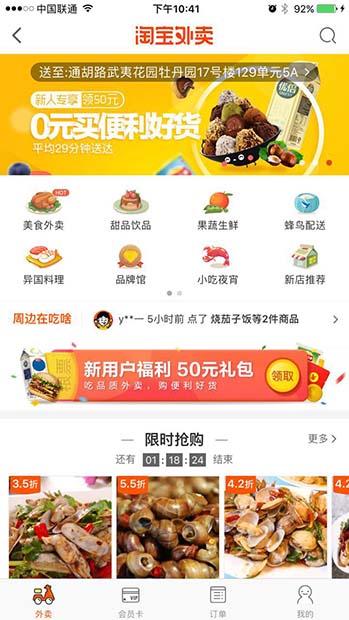 中国联通 下午10:41 92%
淘宝外卖
送至:通胡路武夷花园牡丹园17号楼129单元5A
新人专享 领50元
0元买便利好货
平均29分钟送达
HOT
美食外卖 甜品饮品 果蔬生鲜 蜂鸟配送
异国料理 品牌馆 小吃夜宵 新店推荐
周边在吃啥 y**一 5小时前 点了 烧茄子饭等2件商品
新用户福利 50元礼包
吃品质外卖,购便利好货
领取
限时抢购 更多
还有 01:18:24 结束
3.5折 5.5折 4.2折 4.2
外卖 会员卡 订单 我的
VIP